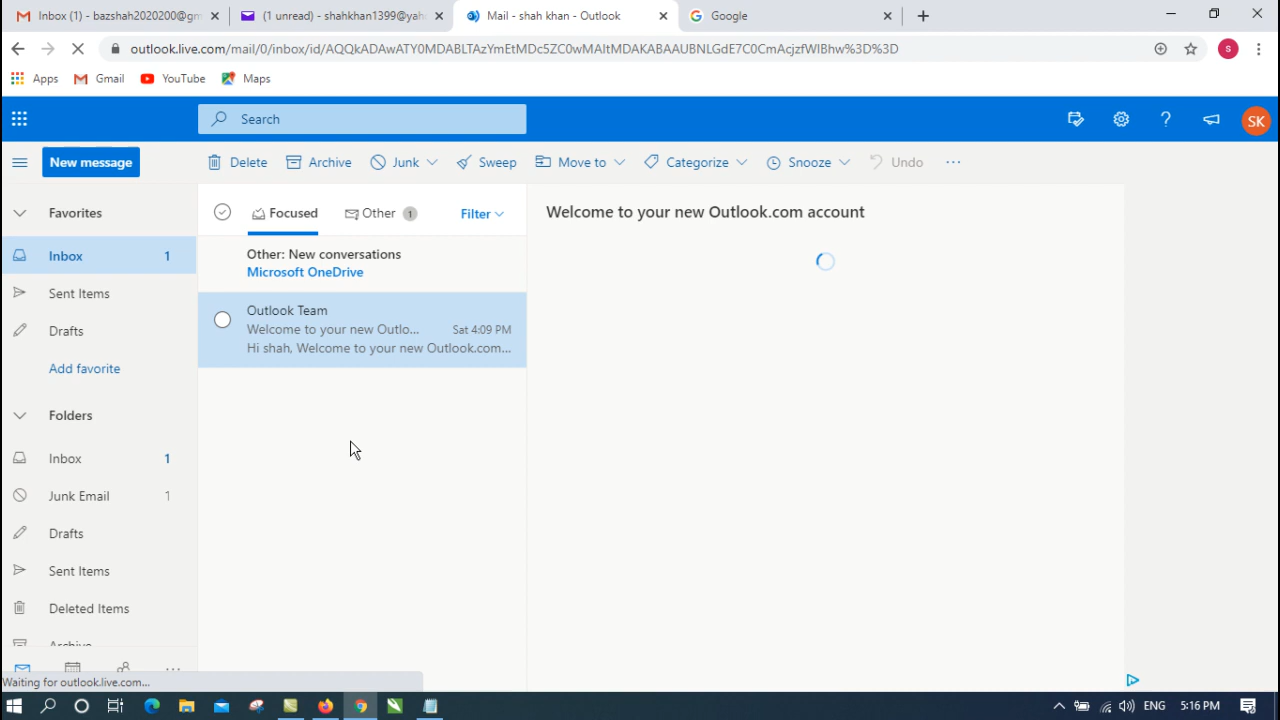 Inbox (1) - bazshah2020200@gm
(1 unread) - shahkhan1399@yah
Mail - shah khan - Outlook
Google
outlook.live.com/mail/0/inbox/id/AQQkADAwATY0MDABLTAzYmEtMDc5ZC0wMAItMDAKABAAUBNLGdE7C0CmAcjzfWIBhw%3D%3D
S
Apps
Gmail
YouTube
Maps
Search
SK
New message
Delete
Archive
Junk
Sweep
Move to
Categorize
Snooze
Undo
Favorites
Focused
Other 1
Filter
Welcome to your new Outlook.com account
Inbox 1
Other: New conversations
Microsoft OneDrive
Sent Items
Outlook Team
Drafts
Welcome to your new Outlo... Sat 4:09 PM
Hi shah, Welcome to your new Outlook.com...
Add favorite
Folders
Inbox 1
Junk Email 1
Drafts
Sent Items
Deleted Items
Archive
Waiting for outlook.live.com...
ENG
5:16 PM